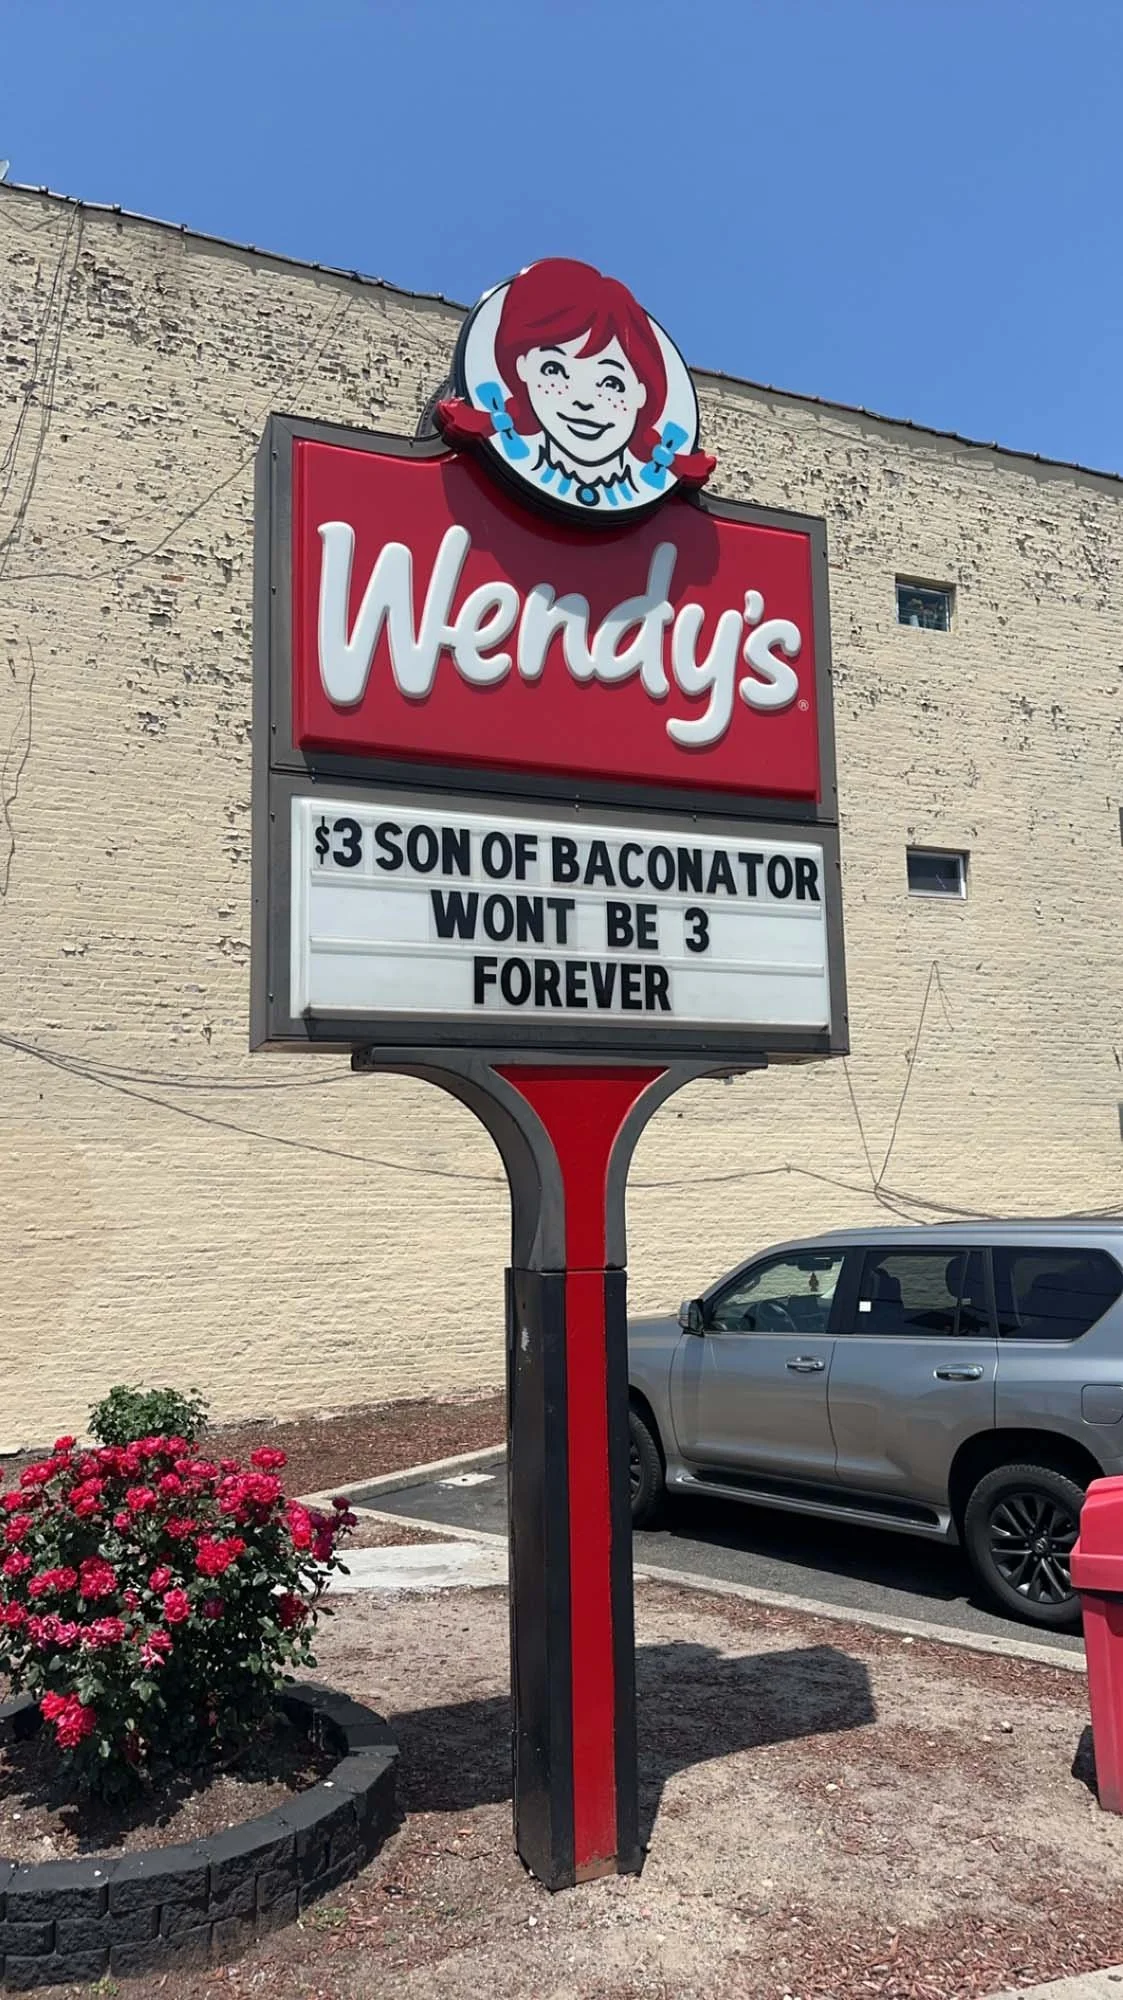 Wendy's®
$3 SON OF BACONATOR
WONT BE 3
FOREVER